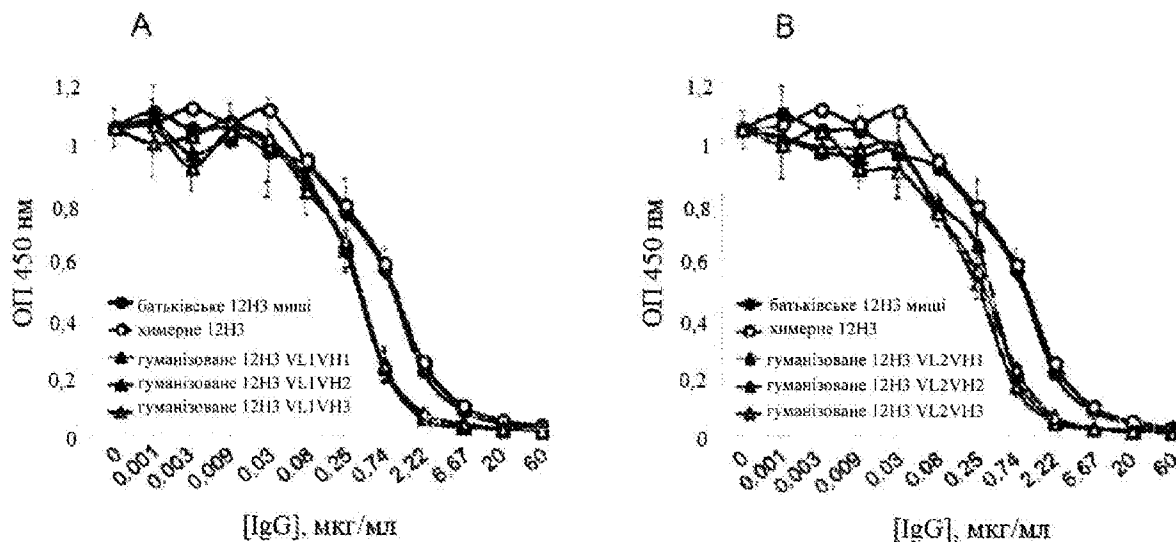 A
ОП 450 нм
1,2
1
0,8
0,6
0,4
0,2
0
батьківське 12H3 миші
химерне 12H3
гуманізоване 12H3 VL1VH1
гуманізоване 12H3 VL1VH2
гуманізоване 12H3 VL1VH3
0 0,001 0,003 0,009 0,03 0,08 0,25 0,74 2,22 6,67 20 60
[IgG], мкг/мл
B
ОП 450 нм
1,2
1
0,8
0,6
0,4
0,2
0
батьківське 12H3 миші
химерне 12H3
гуманізоване 12H3 VL2VH1
гуманізоване 12H3 VL2VH2
гуманізоване 12H3 VL2VH3
0 0,001 0,003 0,009 0,03 0,08 0,25 0,74 2,22 6,67 20 60
[IgG], мкг/мл